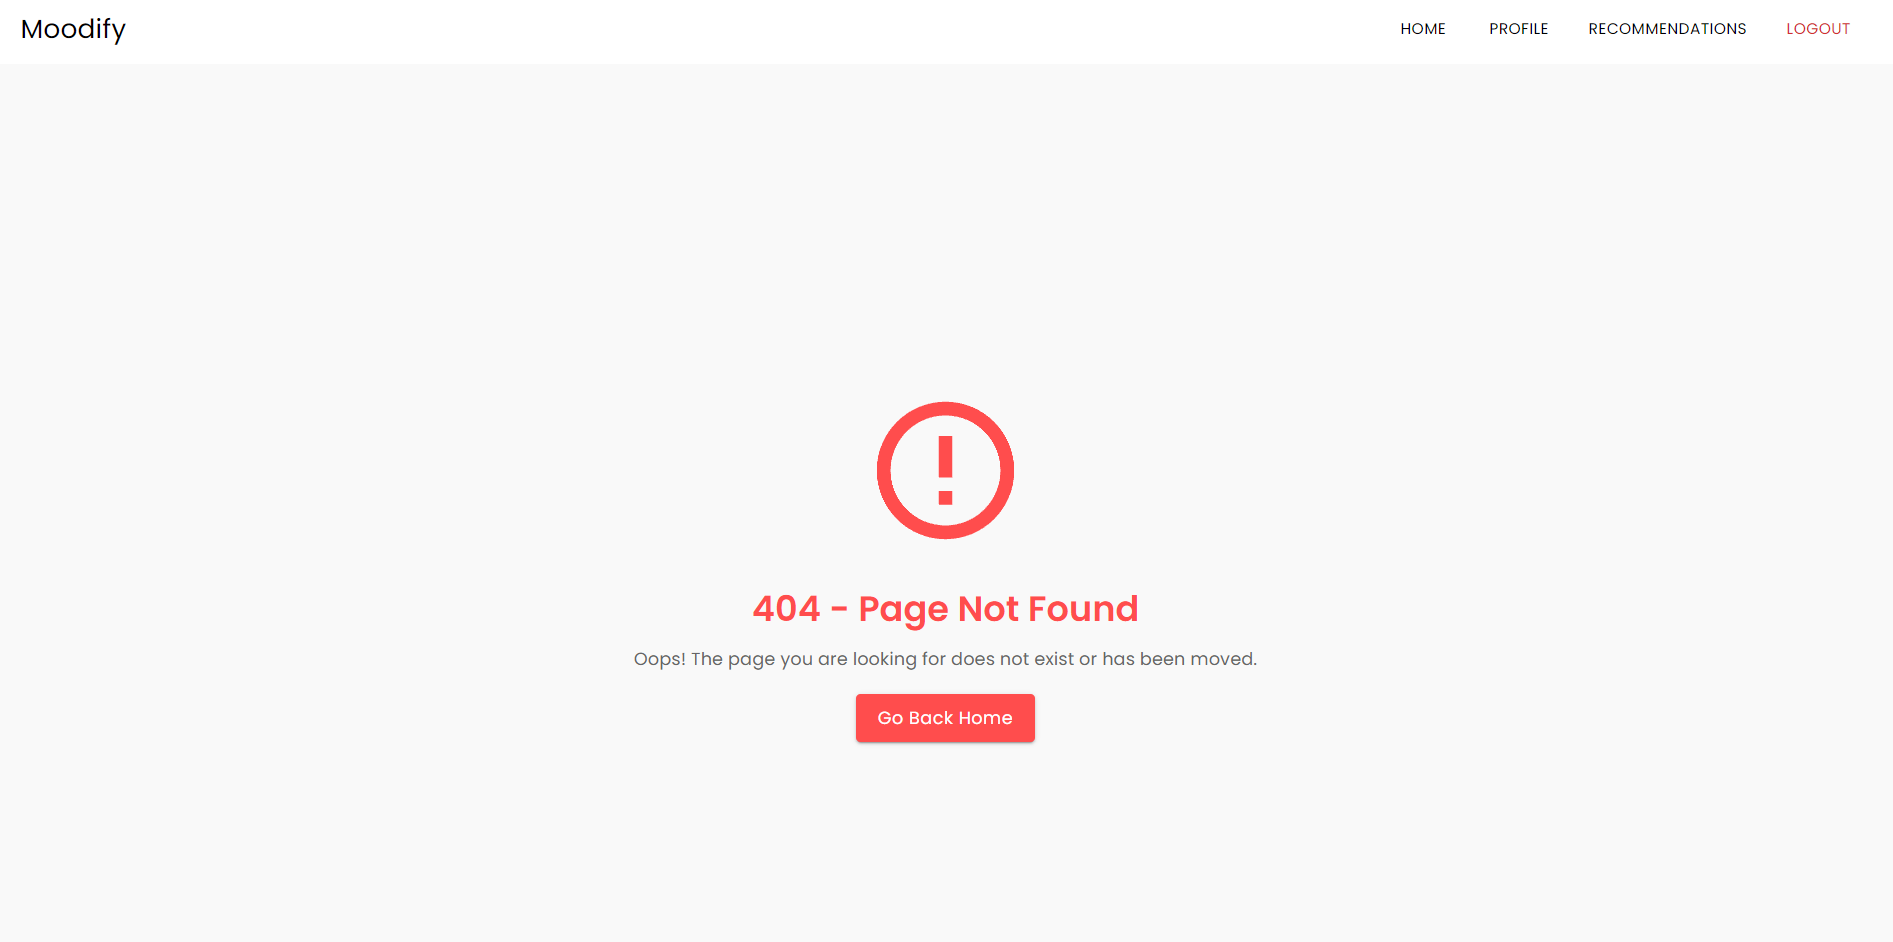 Moodify
HOME PROFILE RECOMMENDATIONS LOGOUT
404 - Page Not Found
Oops! The page you are looking for does not exist or has been moved.
Go Back Home